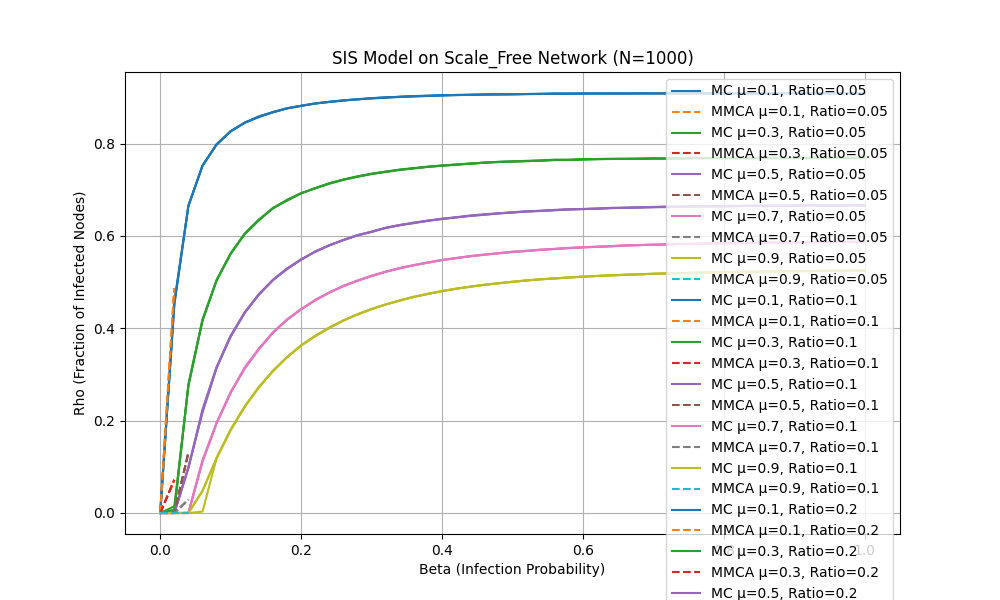 SIS Model on Scale_Free Network (N=1000)
Rho (Fraction of Infected Nodes)
0.8
0.6
0.4
0.2
0.0
0.0 0.2 0.4 0.6 1.0
Beta (Infection Probability)
MC μ=0.1, Ratio=0.05
MMCA μ=0.1, Ratio=0.05
MC μ=0.3, Ratio=0.05
MMCA μ=0.3, Ratio=0.05
MC μ=0.5, Ratio=0.05
MMCA μ=0.5, Ratio=0.05
MC μ=0.7, Ratio=0.05
MMCA μ=0.7, Ratio=0.05
MC μ=0.9, Ratio=0.05
MMCA μ=0.9, Ratio=0.05
MC μ=0.1, Ratio=0.1
MMCA μ=0.1, Ratio=0.1
MC μ=0.3, Ratio=0.1
MMCA μ=0.3, Ratio=0.1
MC μ=0.5, Ratio=0.1
MMCA μ=0.5, Ratio=0.1
MC μ=0.7, Ratio=0.1
MMCA μ=0.7, Ratio=0.1
MC μ=0.9, Ratio=0.1
MMCA μ=0.9, Ratio=0.1
MC μ=0.1, Ratio=0.2
MMCA μ=0.1, Ratio=0.2
MC μ=0.3, Ratio=0.2
MMCA μ=0.3, Ratio=0.2
MC μ=0.5, Ratio=0.2